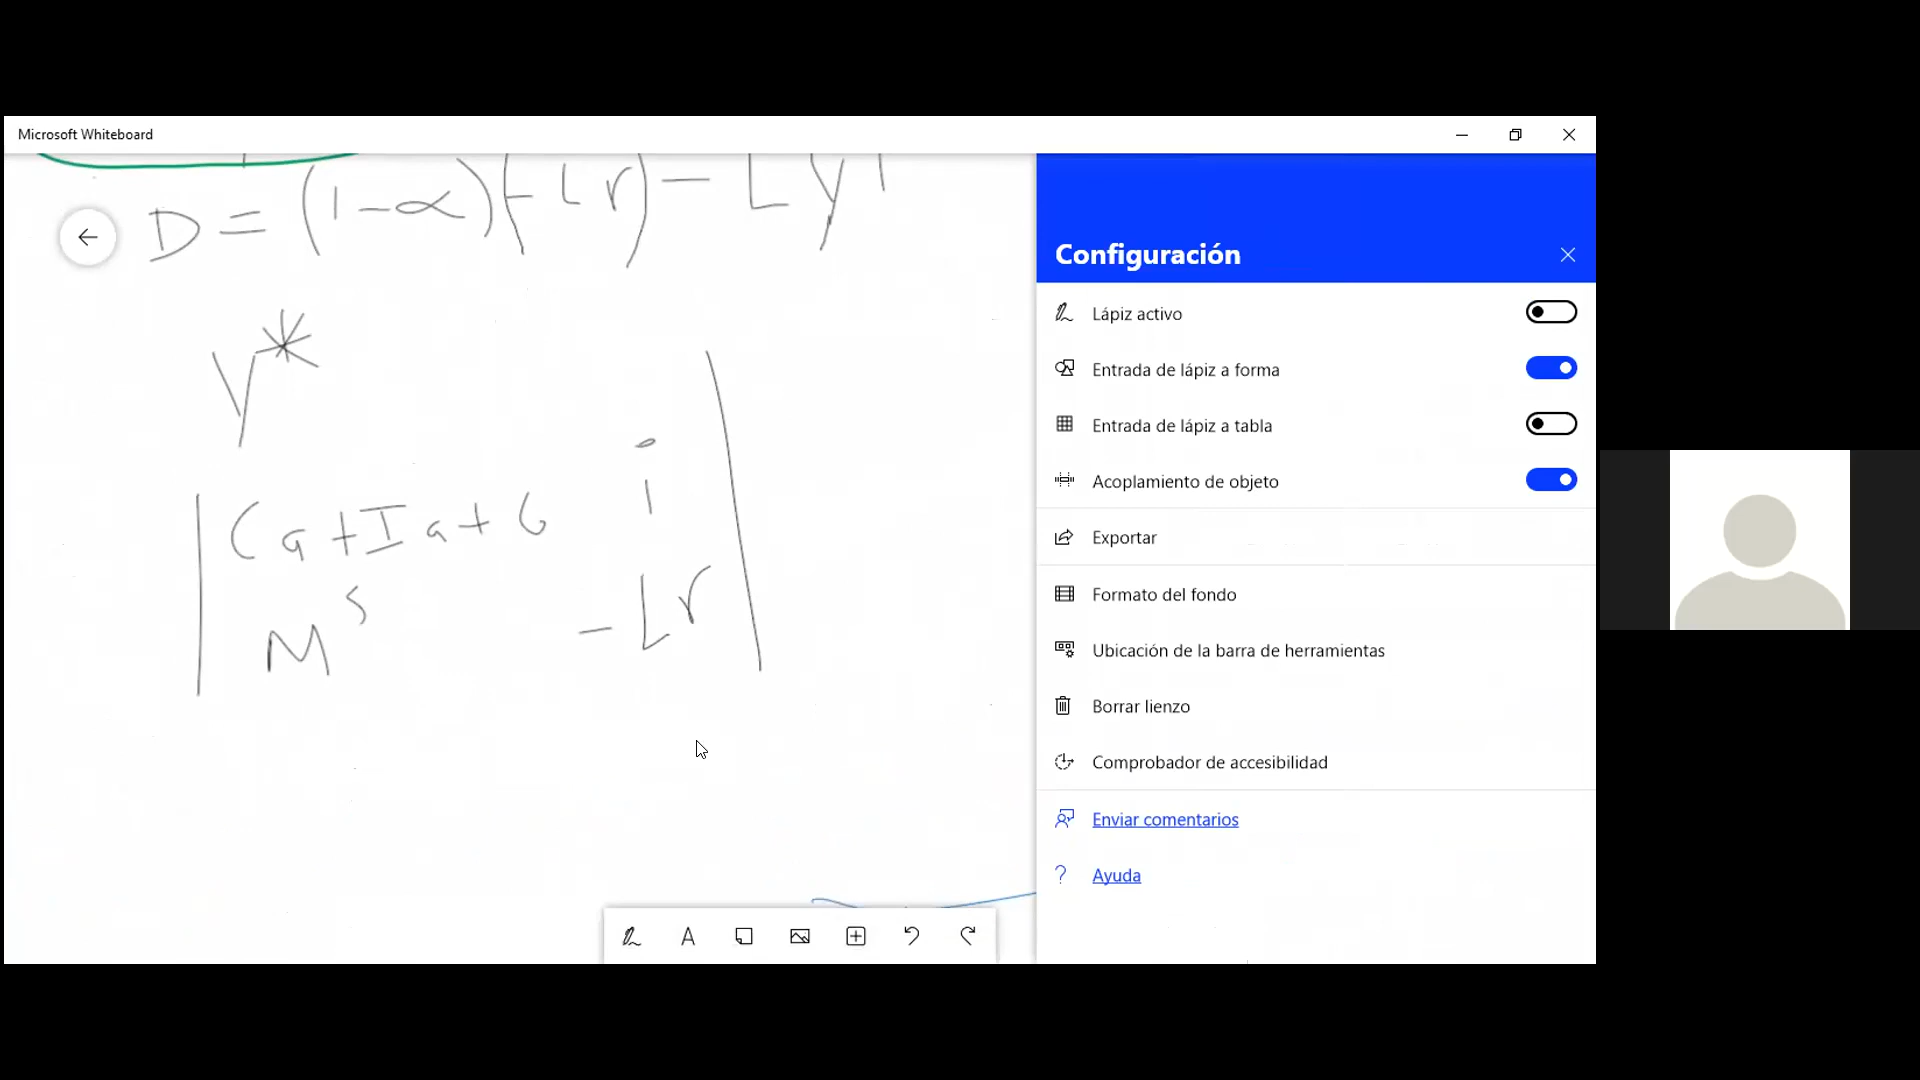 Microsoft Whiteboard
D = (1-α)(-Lr) - Ly i
Y*
Ca+Ia+G i
M^s -Lr
Configuración
Lápiz activo
Entrada de lápiz a forma
Entrada de lápiz a tabla
Acoplamiento de objeto
Exportar
Formato del fondo
Ubicación de la barra de herramientas
Borrar lienzo
Comprobador de accesibilidad
Enviar comentarios
Ayuda